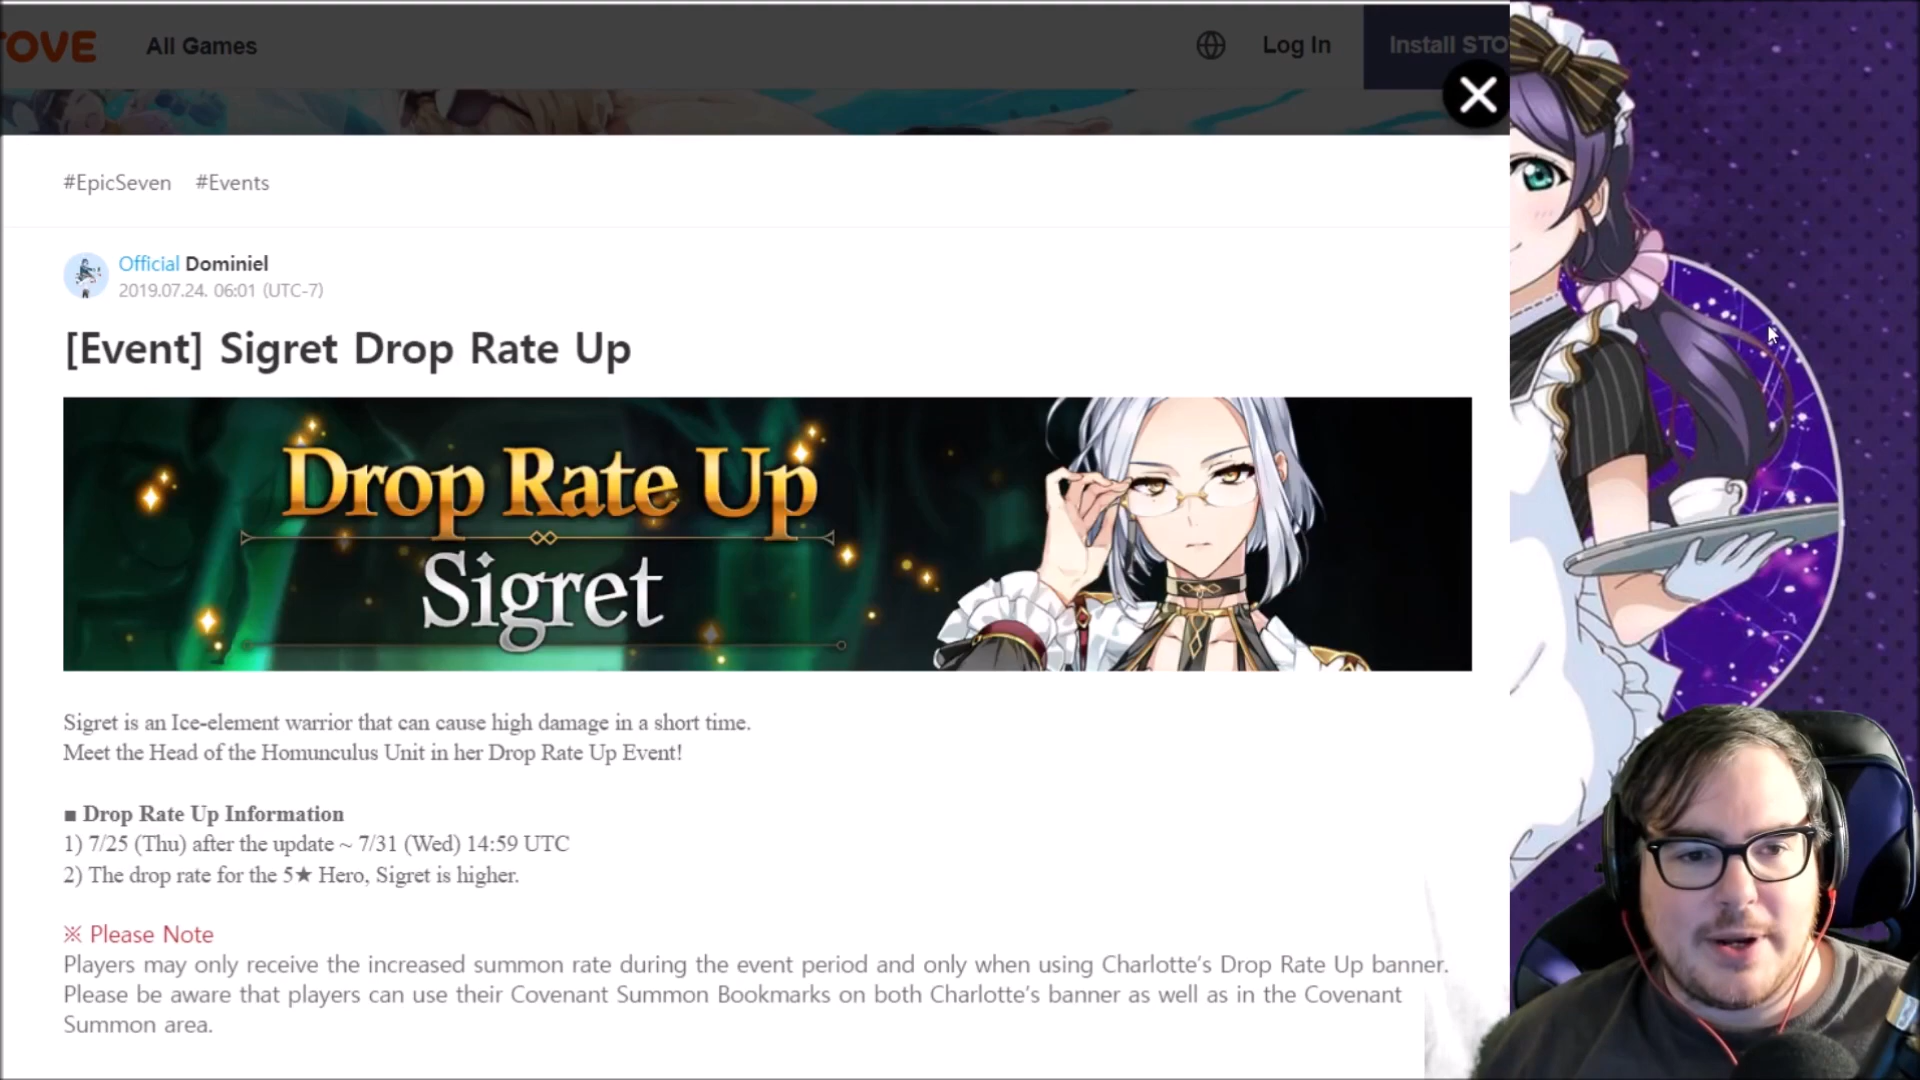 TOVE
All Games
Log In
Install STO
#EpicSeven #Events
Official Dominiel
2019.07.24. 06:01 (UTC-7)
[Event] Sigret Drop Rate Up
Drop Rate Up
Sigret
Sigret is an Ice-element warrior that can cause high damage in a short time.
Meet the Head of the Homunculus Unit in her Drop Rate Up Event!
■ Drop Rate Up Information
1) 7/25 (Thu) after the update ~ 7/31 (Wed) 14:59 UTC
2) The drop rate for the 5★ Hero, Sigret is higher.
※ Please Note
Players may only receive the increased summon rate during the event period and only when using Charlotte's Drop Rate Up banner.
Please be aware that players can use their Covenant Summon Bookmarks on both Charlotte's banner as well as in the Covenant
Summon area.